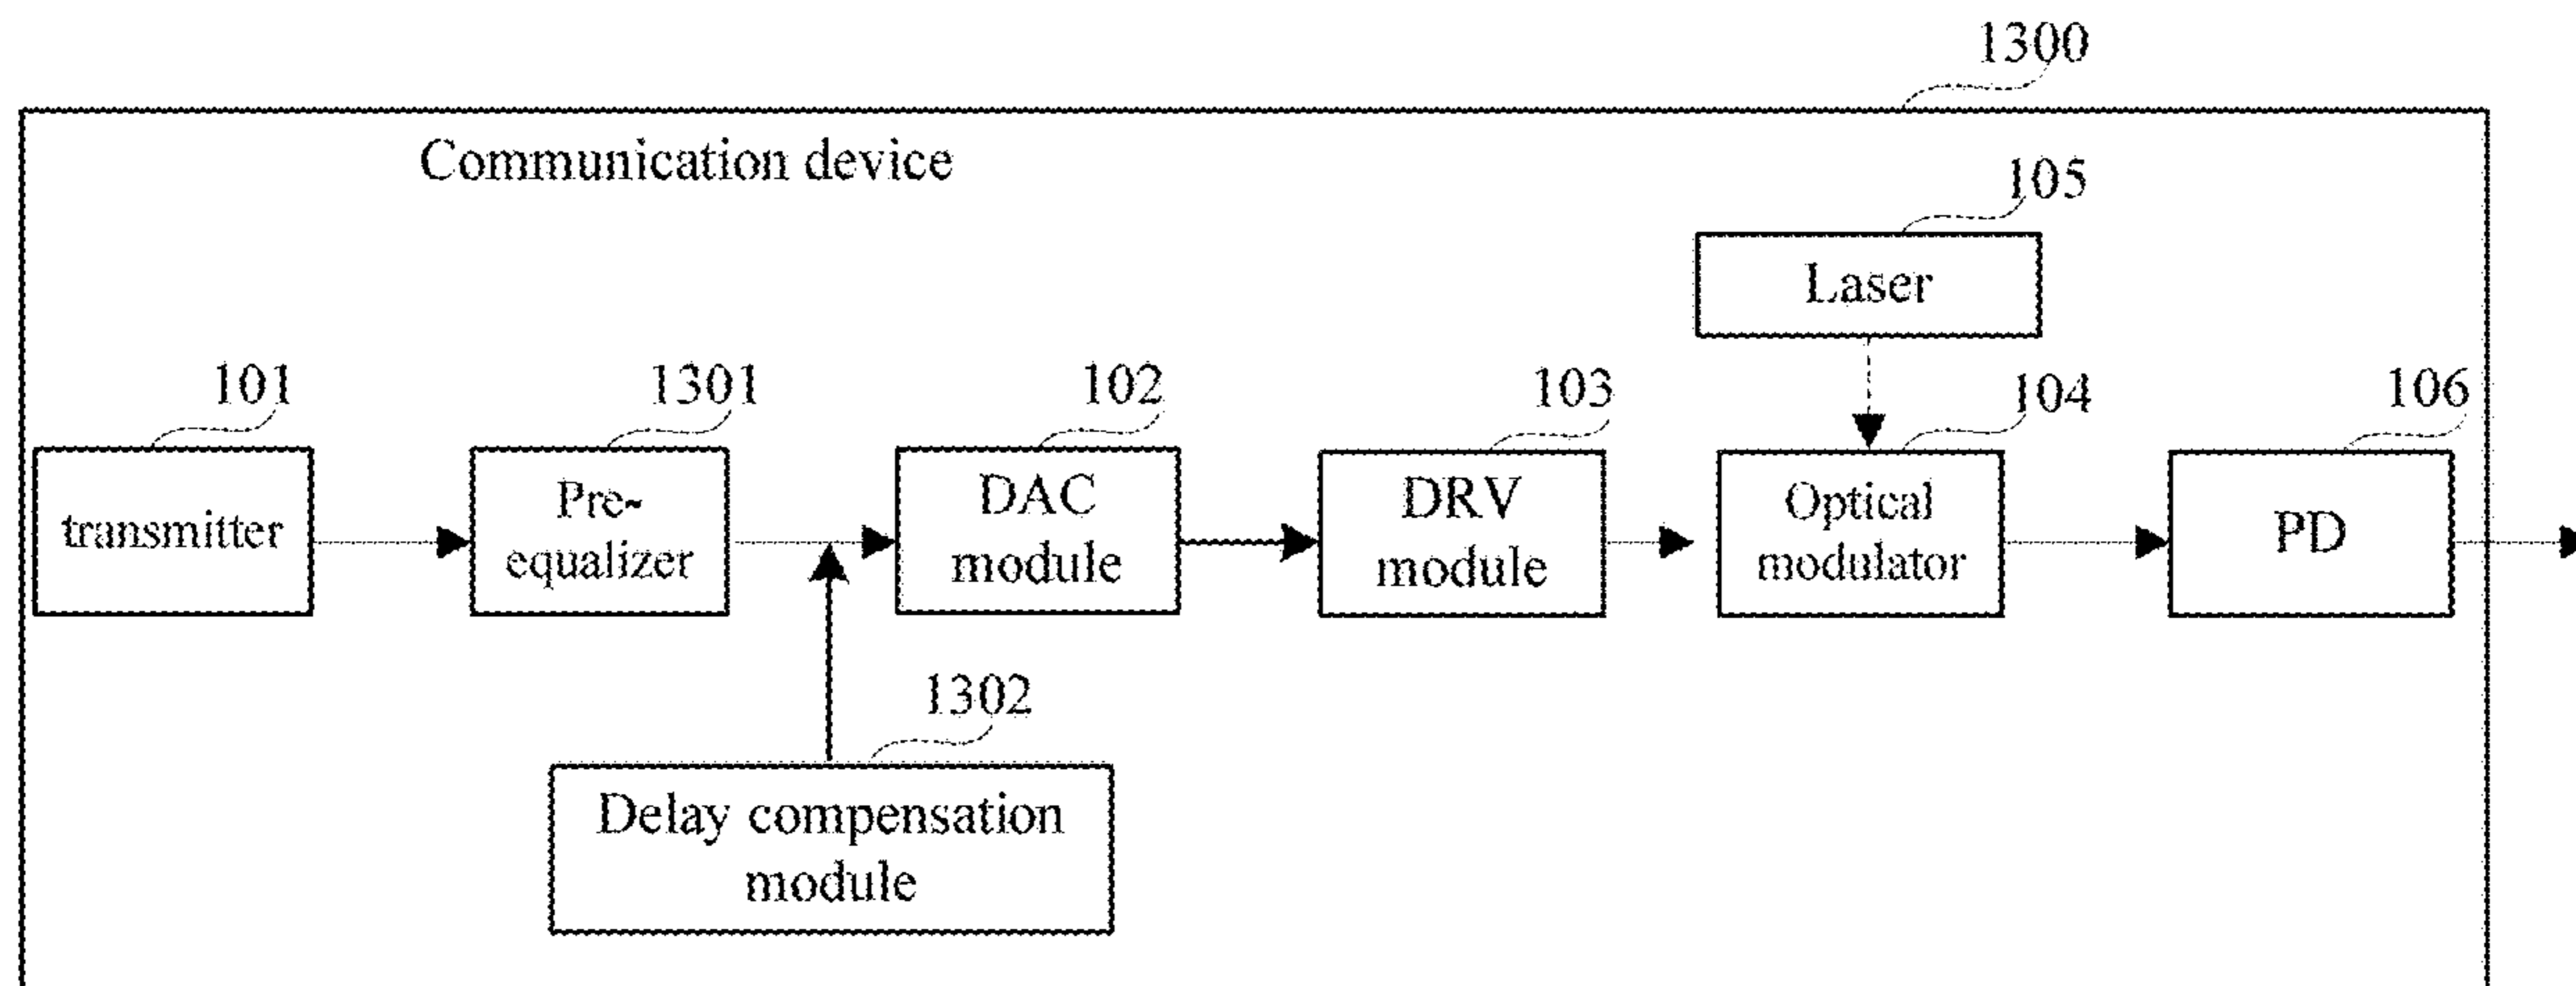 1300
Communication device
105
Laser
101
1301
102
103
104
106
transmitter
Pre-
equalizer
DAC
module
DRV
module
Optical
modulator
PD
1302
Delay compensation
module